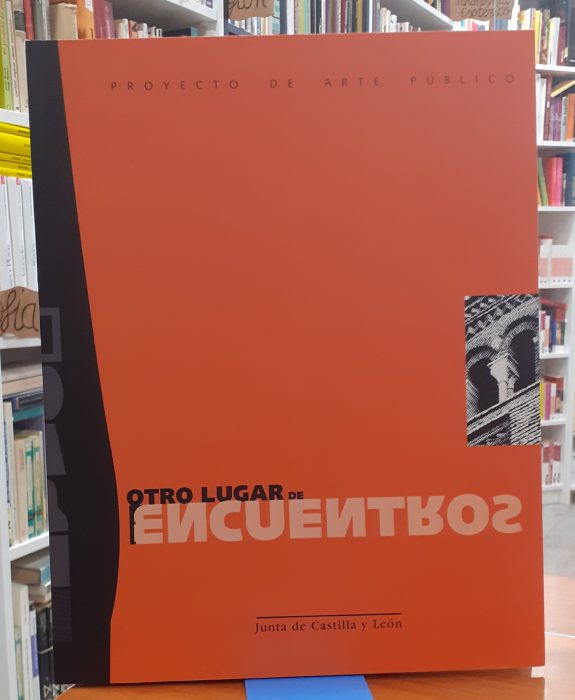 PROYECTO DE ARTE PÚBLICO
OTRO LUGAR DE
ENCUENTROS
Junta de Castilla y León